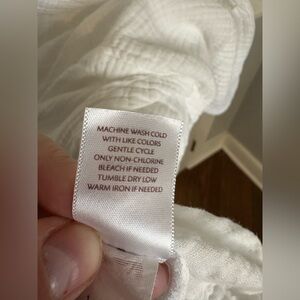 MACHINE WASH COLD
WITH LIKE COLORS
GENTLE CYCLE
ONLY NON-CHLORINE
BLEACH IF NEEDED
TUMBLE DRY LOW
WARM IRON IF NEEDED